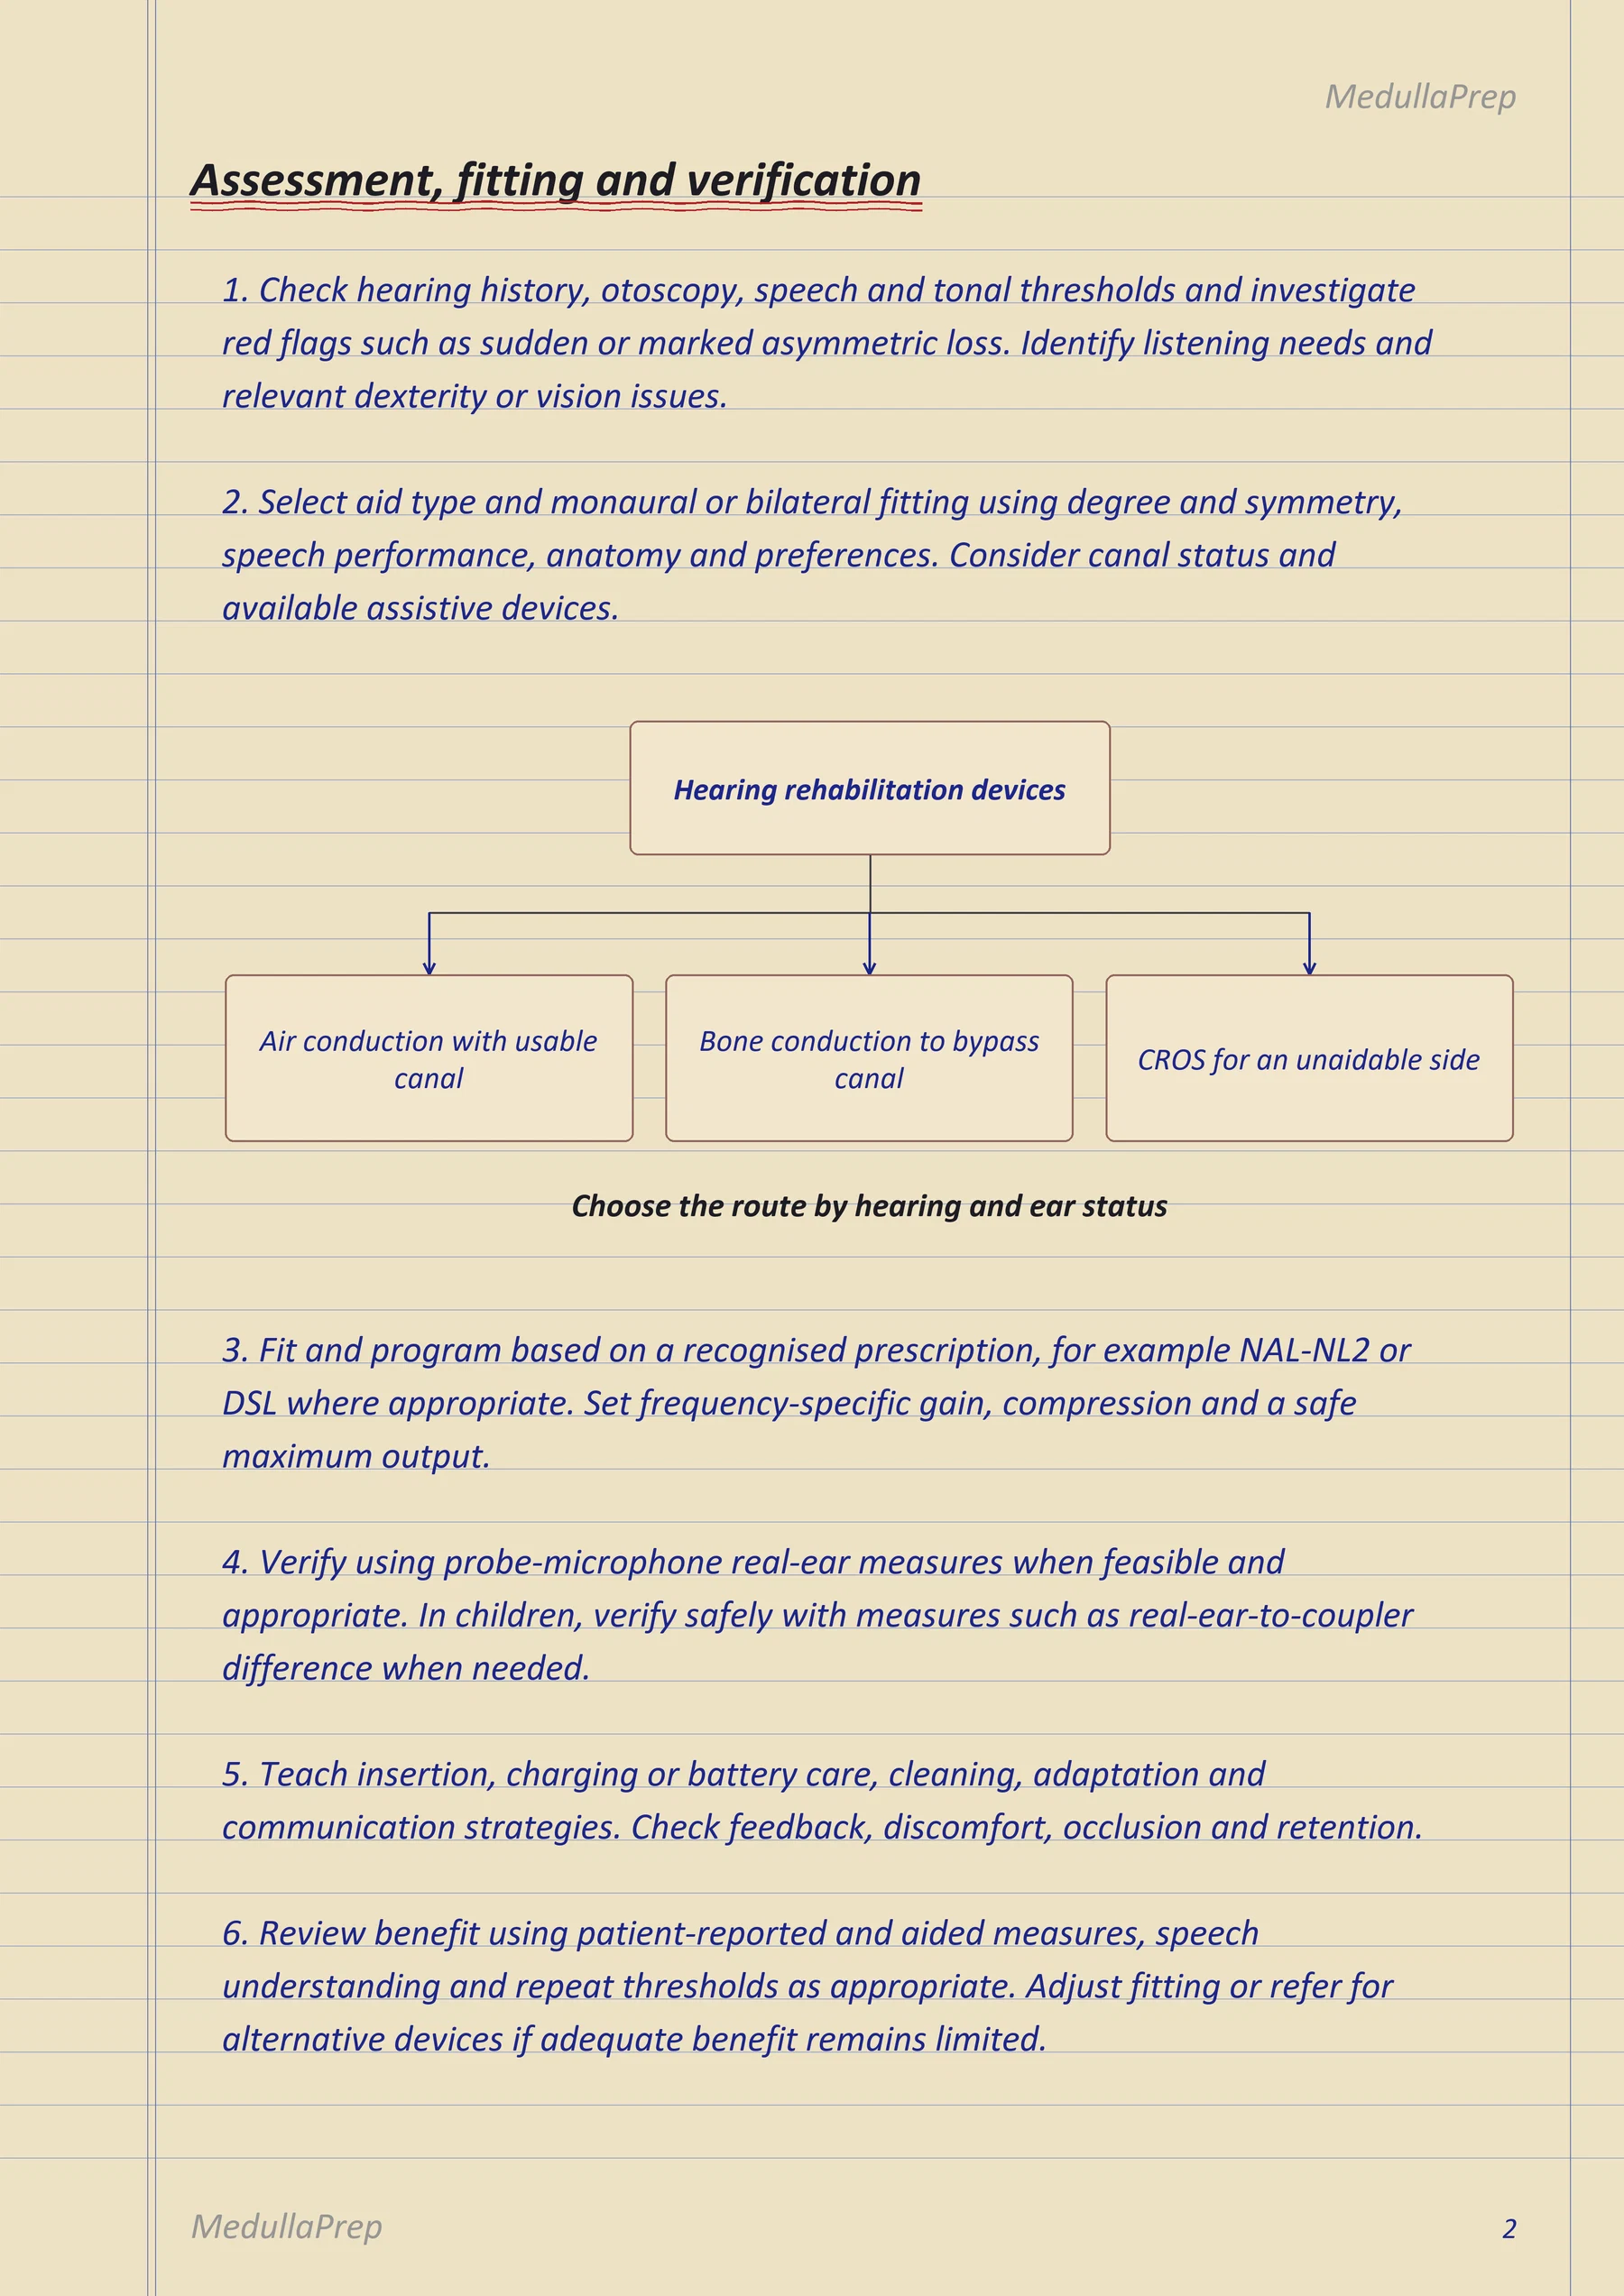 MedullaPrep
Assessment, fitting and verification
1. Check hearing history, otoscopy, speech and tonal thresholds and investigate
red flags such as sudden or marked asymmetric loss. Identify listening needs and
relevant dexterity or vision issues.
2. Select aid type and monaural or bilateral fitting using degree and symmetry,
speech performance, anatomy and preferences. Consider canal status and
available assistive devices.
Hearing rehabilitation devices
Air conduction with usable
canal
Bone conduction to bypass
canal
CROS for an unaidable side
Choose the route by hearing and ear status
3. Fit and program based on a recognised prescription, for example NAL-NL2 or
DSL where appropriate. Set frequency-specific gain, compression and a safe
maximum output.
4. Verify using probe-microphone real-ear measures when feasible and
appropriate. In children, verify safely with measures such as real-ear-to-coupler
difference when needed.
5. Teach insertion, charging or battery care, cleaning, adaptation and
communication strategies. Check feedback, discomfort, occlusion and retention.
6. Review benefit using patient-reported and aided measures, speech
understanding and repeat thresholds as appropriate. Adjust fitting or refer for
alternative devices if adequate benefit remains limited.
MedullaPrep
2